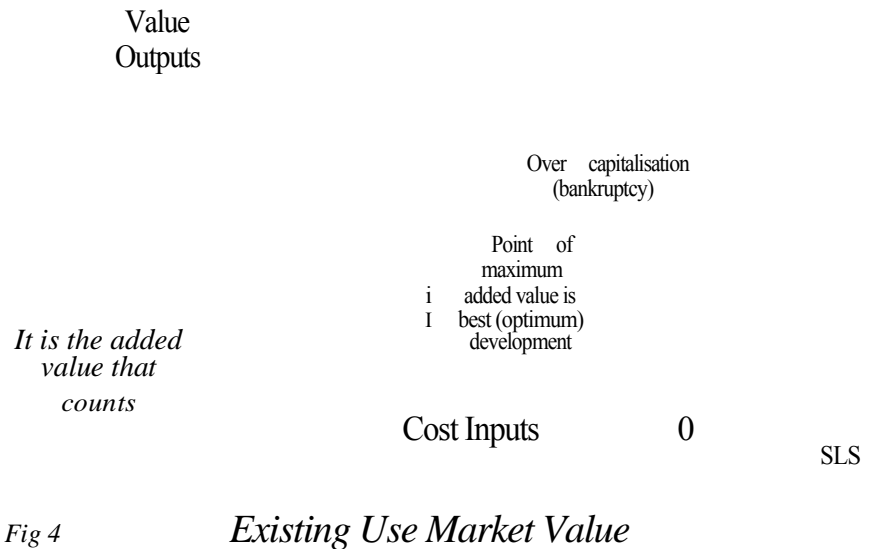 Value
Outputs
Over capitalisation
(bankruptcy)
Point of
maximum
i added value is
I best (optimum)
development
It is the added
value that
counts
Cost Inputs 0
SLS
Fig 4 Existing Use Market Value